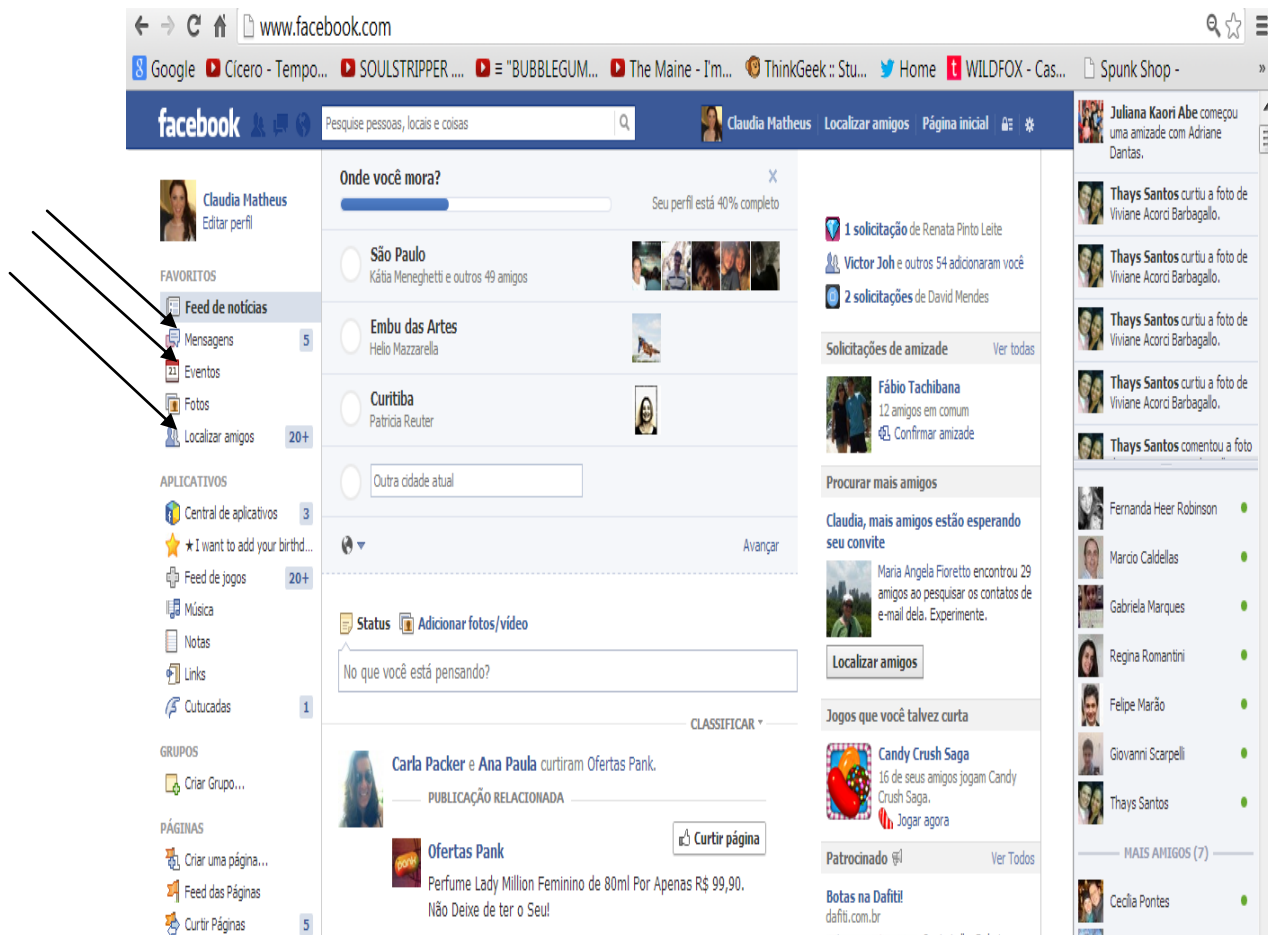 www.facebook.com
Google Cícero - Tempo... SOULSTRIPPER .... ≡ "BUBBLEGUM... The Maine - I'm... ThinkGeek :: Stu... Home WILDFOX - Cas... Spunk Shop - »
facebook Pesquise pessoas, locais e coisas Claudia Matheus Localizar amigos Página inicial
Claudia Matheus
Editar perfil
FAVORITOS
Feed de notícias
Mensagens 5
Eventos
Fotos
Localizar amigos 20+
APLICATIVOS
Central de aplicativos 3
★ I want to add your birthd...
Feed de jogos 20+
Música
Notas
Links
Cutucadas 1
GRUPOS
Criar Grupo...
PÁGINAS
Criar uma página...
Feed das Páginas
Curtir Páginas 5
Onde você mora? X
Seu perfil está 40% completo
São Paulo
Kátia Meneghetti e outros 49 amigos
Embu das Artes
Helio Mazzarella
Curitiba
Patricia Reuter
Outra cidade atual
Avançar
Status Adicionar fotos/vídeo
No que você está pensando?
CLASSIFICAR
Carla Packer e Ana Paula curtiram Ofertas Pank.
PUBLICAÇÃO RELACIONADA
Curtir página
Ofertas Pank
Perfume Lady Million Feminino de 80ml Por Apenas R$ 99,90.
Não Deixe de ter o Seu!
1 solicitação de Renata Pinto Leite
Victor Joh e outros 54 adicionaram você
2 solicitações de David Mendes
Solicitações de amizade Ver todas
Fábio Tachibana
12 amigos em comum
Confirmar amizade
Procurar mais amigos
Claudia, mais amigos estão esperando
seu convite
Maria Angela Fioretto encontrou 29
amigos ao pesquisar os contatos de
e-mail dela. Experimente.
Localizar amigos
Jogos que você talvez curta
Candy Crush Saga
16 de seus amigos jogam Candy
Crush Saga.
Jogar agora
Patrocinado Ver Todos
Botas na Dafiti!
dafiti.com.br
Juliana Kaori Abe começou
uma amizade com Adriane
Dantas.
Thays Santos curtiu a foto de
Viviane Acorci Barbagallo.
Thays Santos curtiu a foto de
Viviane Acorci Barbagallo.
Thays Santos curtiu a foto de
Viviane Acorci Barbagallo.
Thays Santos curtiu a foto de
Viviane Acorci Barbagallo.
Thays Santos comentou a foto
Fernanda Heer Robinson
Marcio Caldellas
Gabriela Marques
Regina Romantini
Felipe Marão
Giovanni Scarpelli
Thays Santos
MAIS AMIGOS (7)
Cecília Pontes